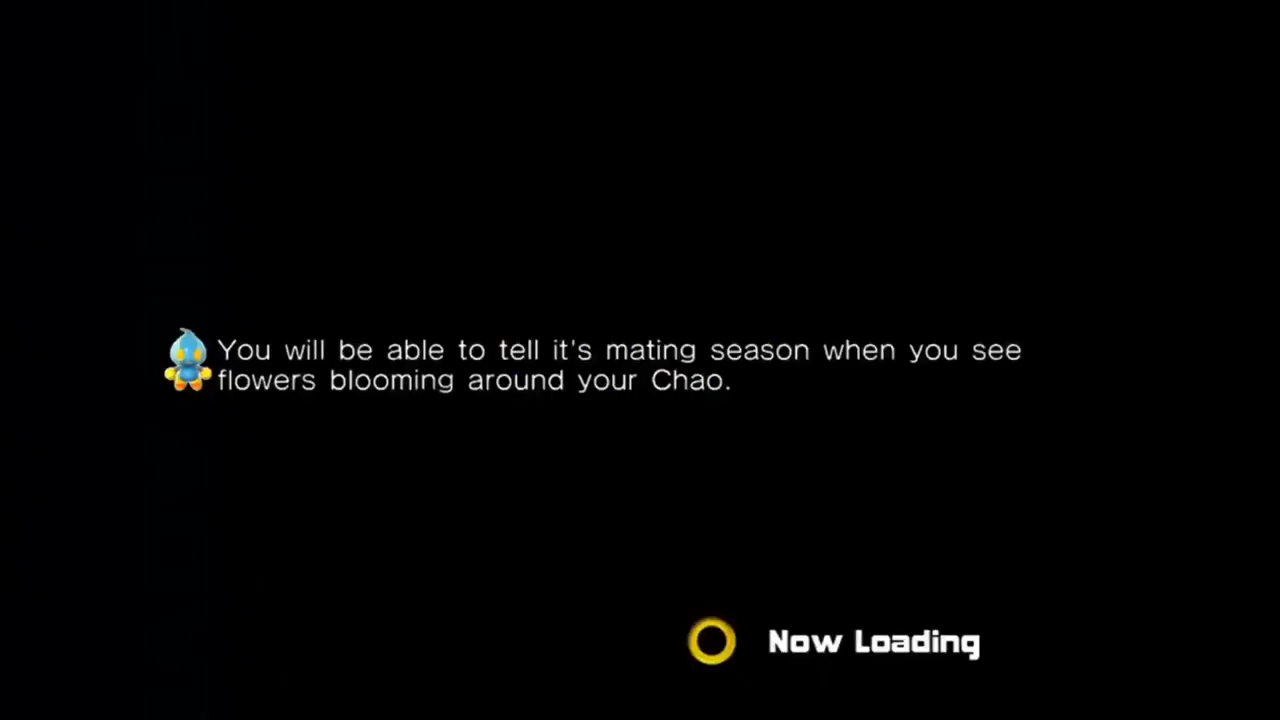 You will be able to tell it's mating season when you see
flowers blooming around your Chao.
Now Loading